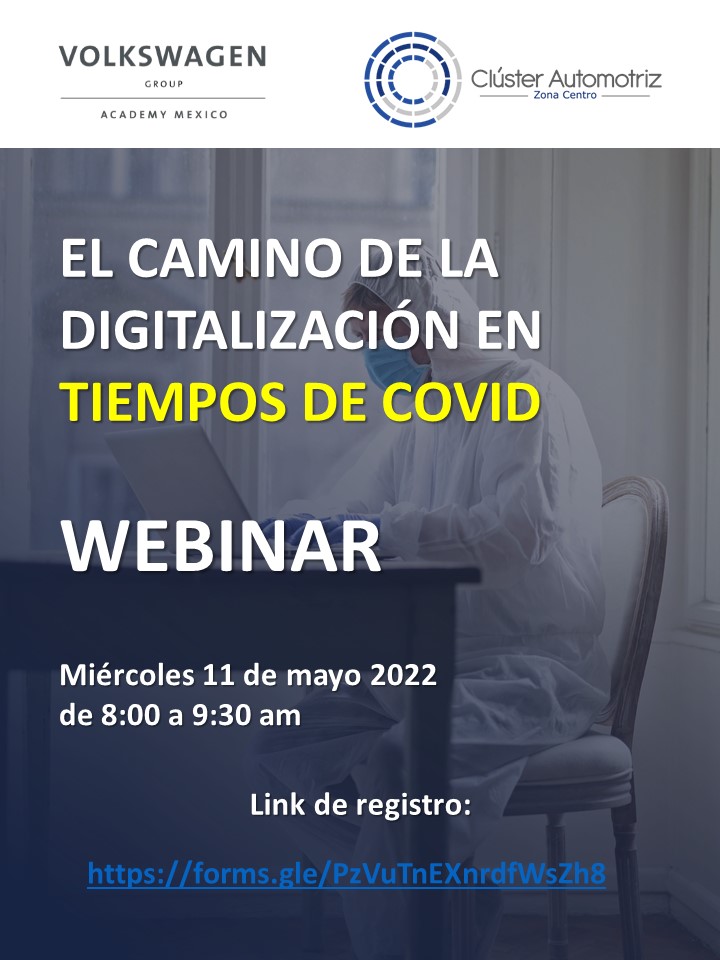 VOLKSWAGEN
GROUP
ACADEMY MEXICO
Clúster Automotriz
Zona Centro
EL CAMINO DE LA
DIGITALIZACIÓN EN
TIEMPOS DE COVID
WEBINAR
Miércoles 11 de mayo 2022
de 8:00 a 9:30 am
Link de registro:
https://forms.gle/PzVuTnEXnrdfWsZh8